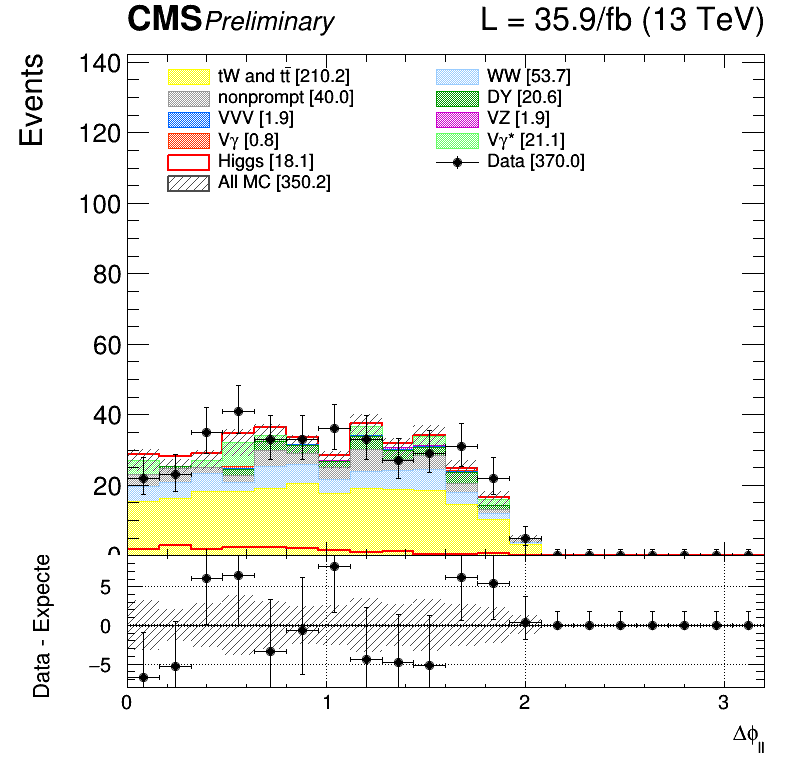 CMS Preliminary L = 35.9/fb (13 TeV)
Events
140
120
100
80
60
40
20
0
tW and tt̄ [210.2]
nonprompt [40.0]
VVV [1.9]
Vγ [0.8]
Higgs [18.1]
All MC [350.2]
WW [53.7]
DY [20.6]
VZ [1.9]
Vγ* [21.1]
Data [370.0]
Data - Expecte
5
0
−5
0 1 2 3
Δϕ_ll